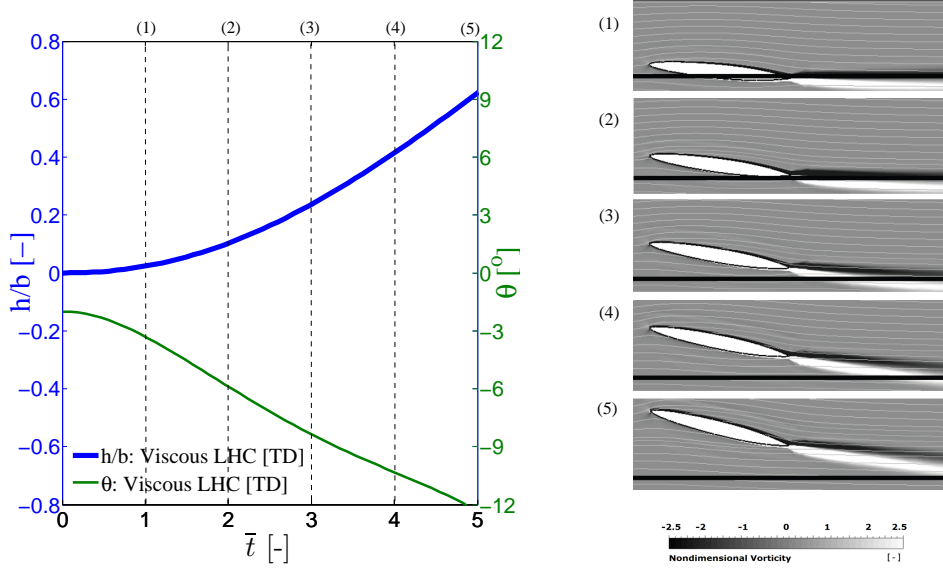 (1) (2) (3) (4) (5)
0.8
0.6
0.4
0.2
0
−0.2
−0.4
−0.6
−0.8
h/b [−]
12
9
6
3
0
−3
−6
−9
−12
θ [°]
h/b: Viscous LHC [TD]
θ: Viscous LHC [TD]
0 1 2 3 4 5
t̅ [-]
(1)
(2)
(3)
(4)
(5)
-2.5 -2 -1 0 1 2 2.5
Nondimensional Vorticity [-]